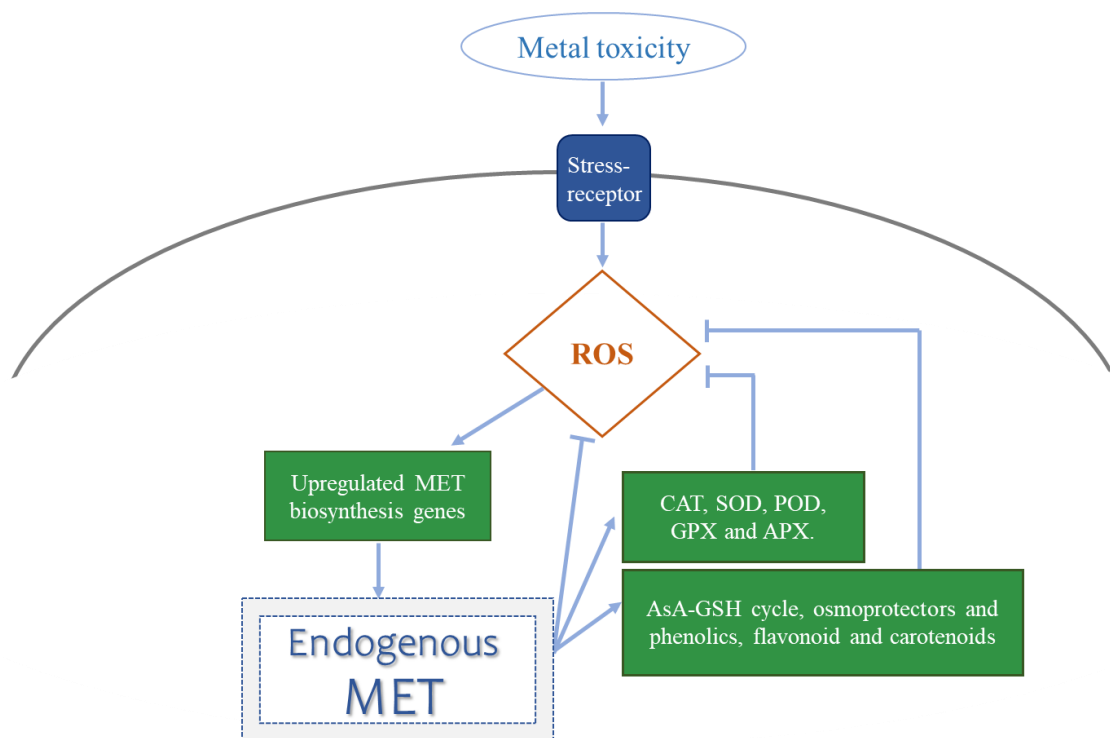 Metal toxicity
Stress-
receptor
ROS
Upregulated MET
biosynthesis genes
CAT, SOD, POD,
GPX and APX.
AsA-GSH cycle, osmoprotectors and
phenolics, flavonoid and carotenoids
Endogenous
MET